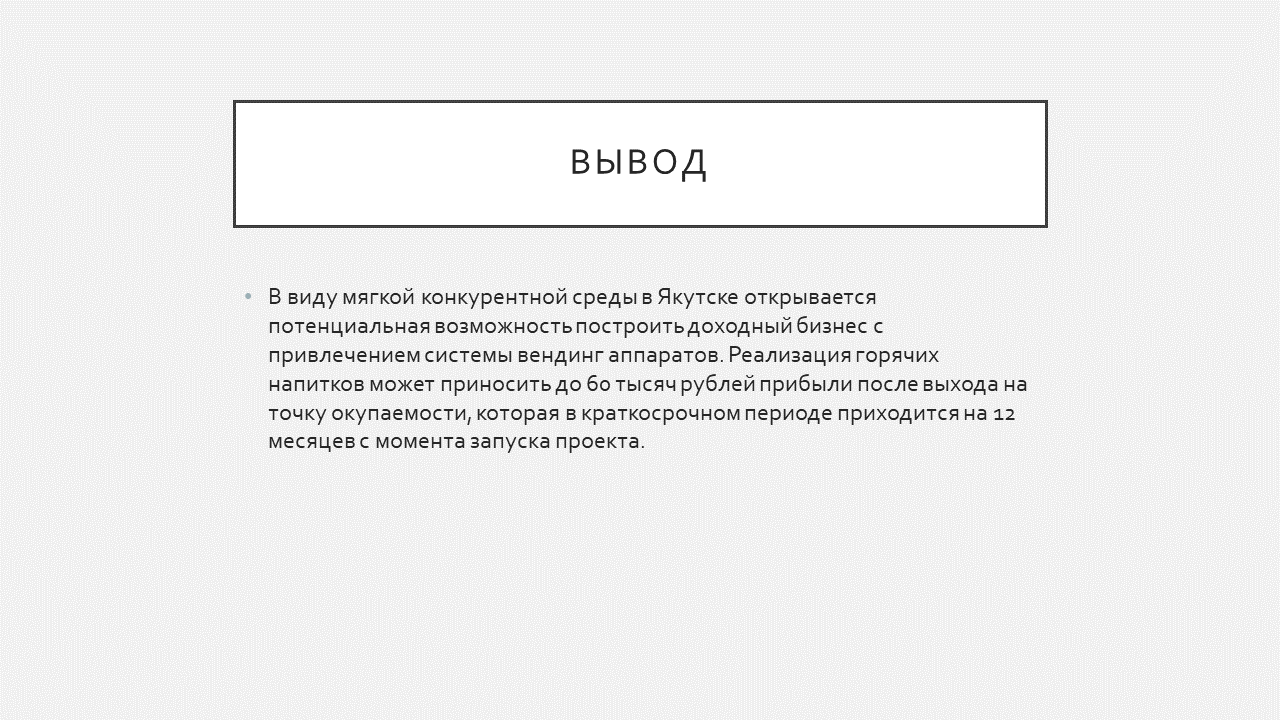 ВЫВОД
• В виду мягкой конкурентной среды в Якутске открывается
потенциальная возможность построить доходный бизнес с
привлечением системы вендинг аппаратов. Реализация горячих
напитков может приносить до 60 тысяч рублей прибыли после выхода на
точку окупаемости, которая в краткосрочном периоде приходится на 12
месяцев с момента запуска проекта.